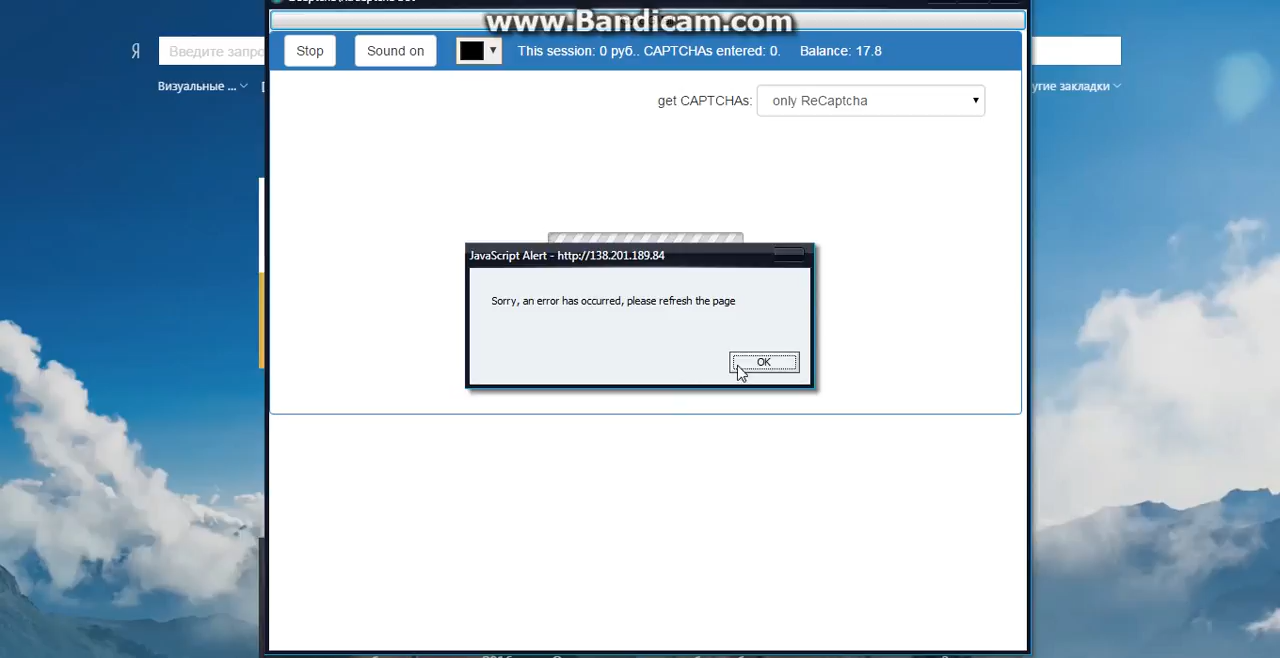 www.Bandicam.com
Я
Введите запро
Stop
Sound on
This session: 0 руб.. CAPTCHAs entered: 0.
Balance: 17.8
Визуальные ...
угие закладки
get CAPTCHAs:
only ReCaptcha
JavaScript Alert - http://138.201.189.84
Sorry, an error has occurred, please refresh the page
OK